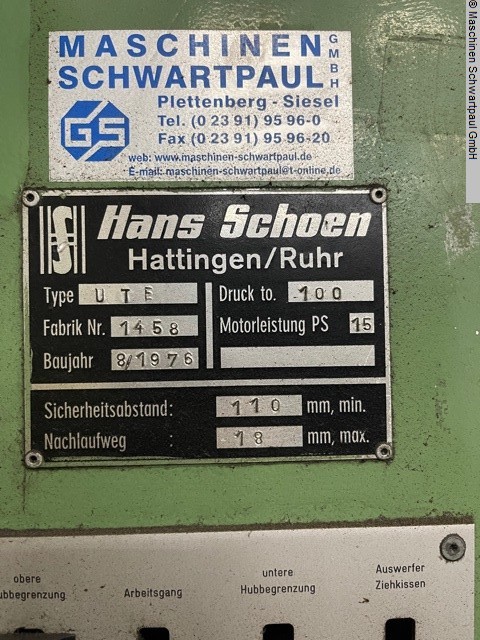 MASCHINEN
SCHWARTPAUL
GMBH
GS
Plettenberg - Siesel
Tel. (0 23 91) 95 96-0
Fax (0 23 91) 95 96-20
web: www.maschinen-schwartpaul.de
E-mail: maschinen-schwartpaul@t-online.de
Hans Schoen
Hattingen/Ruhr
Type UTE Druck to. 100
Fabrik Nr. 1458 Motorleistung PS 15
Baujahr 8/1976
Sicherheitsabstand: 110 mm, min.
Nachlaufweg : 18 mm, max.
obere
ubbegrenzung
Arbeitsgang
untere
Hubbegrenzung
Auswerfer
Ziehkissen
© Maschinen Schwartpaul GmbH